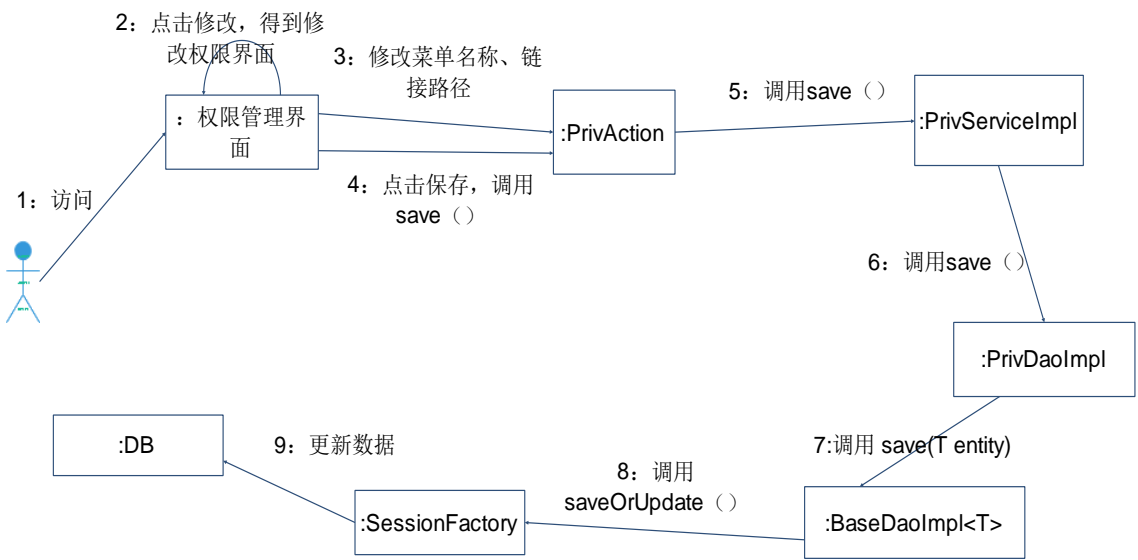 2：点击修改，得到修
改权限界面
3：修改菜单名称、链
接路径
5：调用save（）
：权限管理界
面
:PrivAction
:PrivServiceImpl
4：点击保存，调用
save（）
1：访问
6：调用save（）
:PrivDaoImpl
:DB
9：更新数据
7:调用 save(T entity)
8：调用
saveOrUpdate（）
:SessionFactory
:BaseDaoImpl<T>